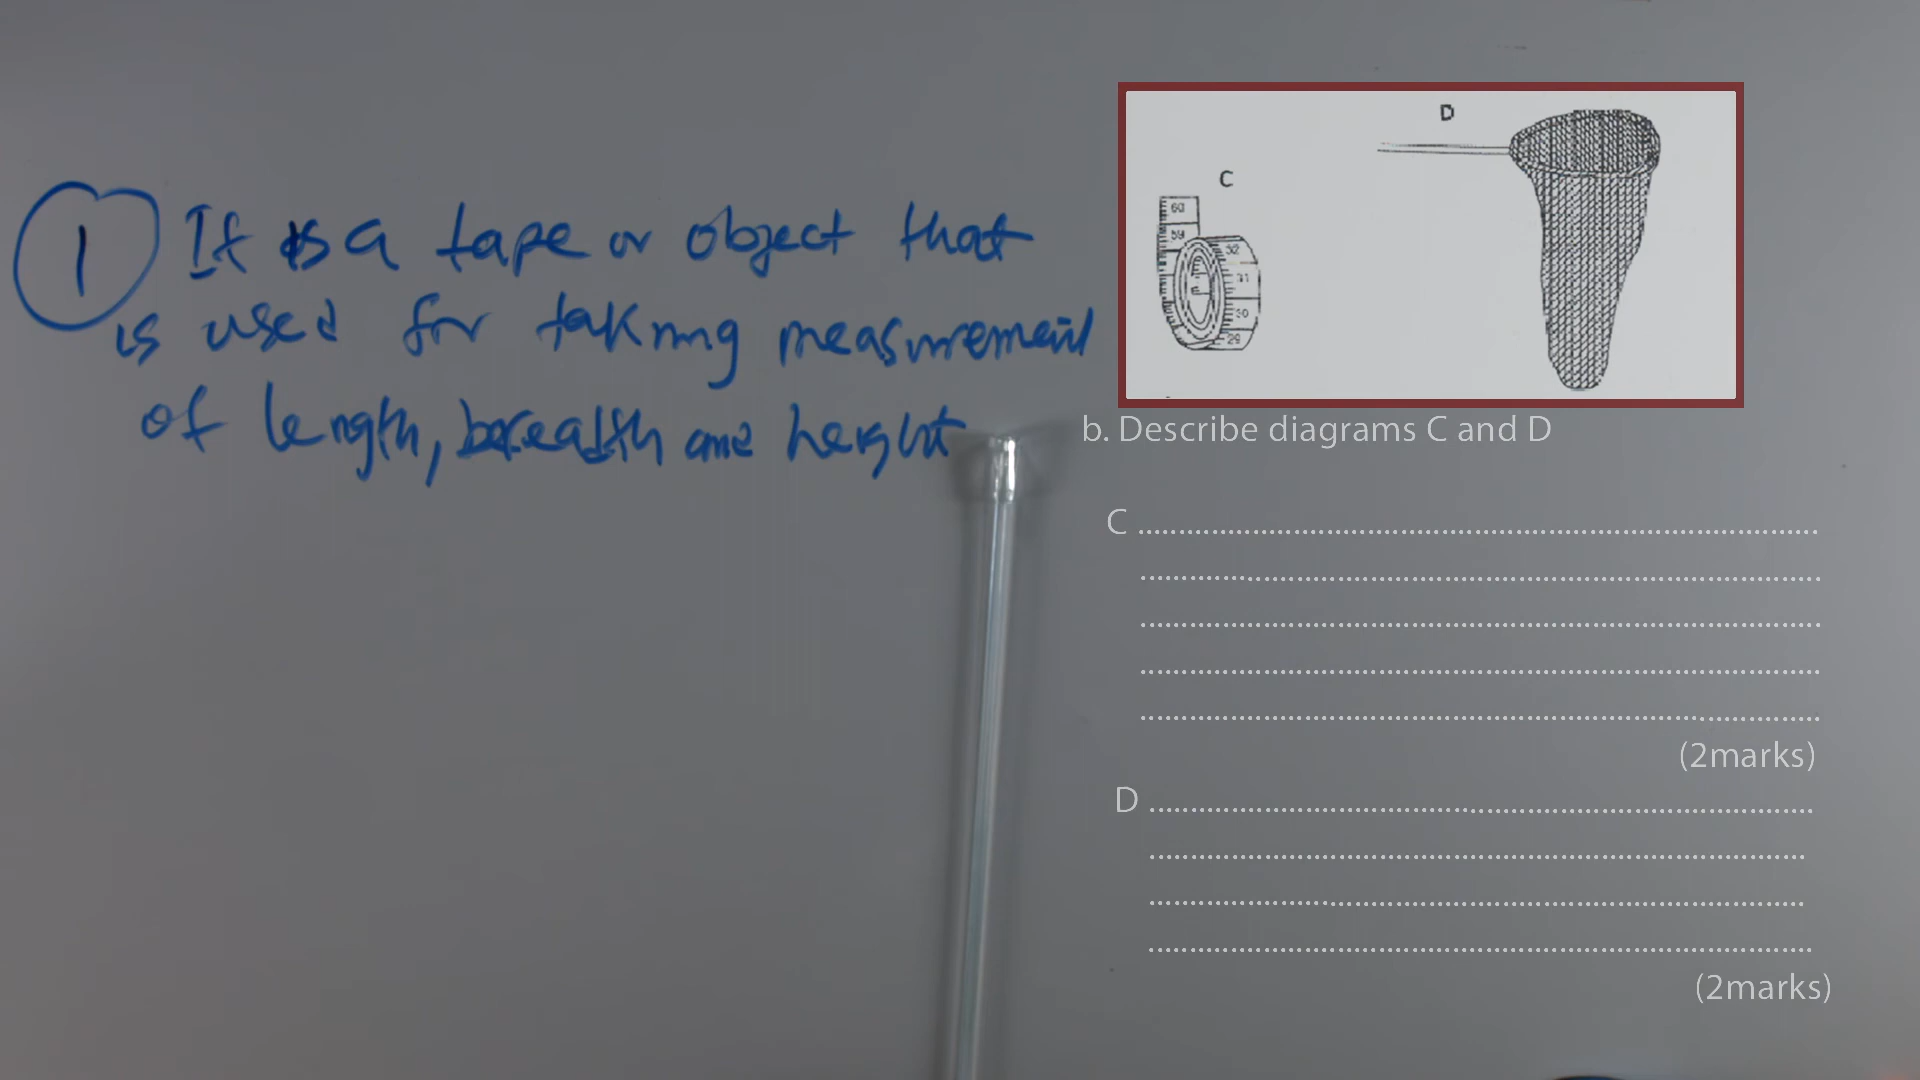 1 It is a tape or object that
is used for taking measurement
of length, breadth and height
D
C
60
59
32
31
30
29
b. Describe diagrams C and D
C ..........................................................................
..........................................................................
..........................................................................
..........................................................................
..........................................................................
(2marks)
D ..........................................................................
..........................................................................
..........................................................................
..........................................................................
(2marks)